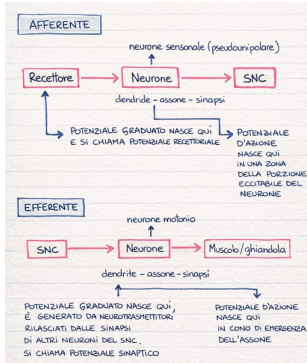 AFFERENTE
neurone sensonale (pseudounipolare)
Recettore → Neurone → SNC
dendride - assone - sinapsi
POTENZIALE GRADUATO NASCE QUI
E SI CHIAMA POTENZIALE RECETTORIALE
POTENZIALE
D'AZIONE
NASCE QUI
IN UNA ZONA
DELLA PORZIONE
ECCITABILE DEL
NEURONE
EFFERENTE
neurone motonio
SNC → Neurone → Muscolo/ghiandola
dendrite - assone - sinapsi
POTENZIALE GRADUATO NASCE QUI,
É GENERATO DA NEUROTRASMETTITORI
RILASCIATI DALLE SINAPSI
DI ALTRI NEURONI DEL SNC.
SI CHIAMA POTENZIALE SINAPTICO
POTENZIALE D'AZIONE
NASCE QUI
IN CONO DI EMERGENZA
DELL'ASSONE